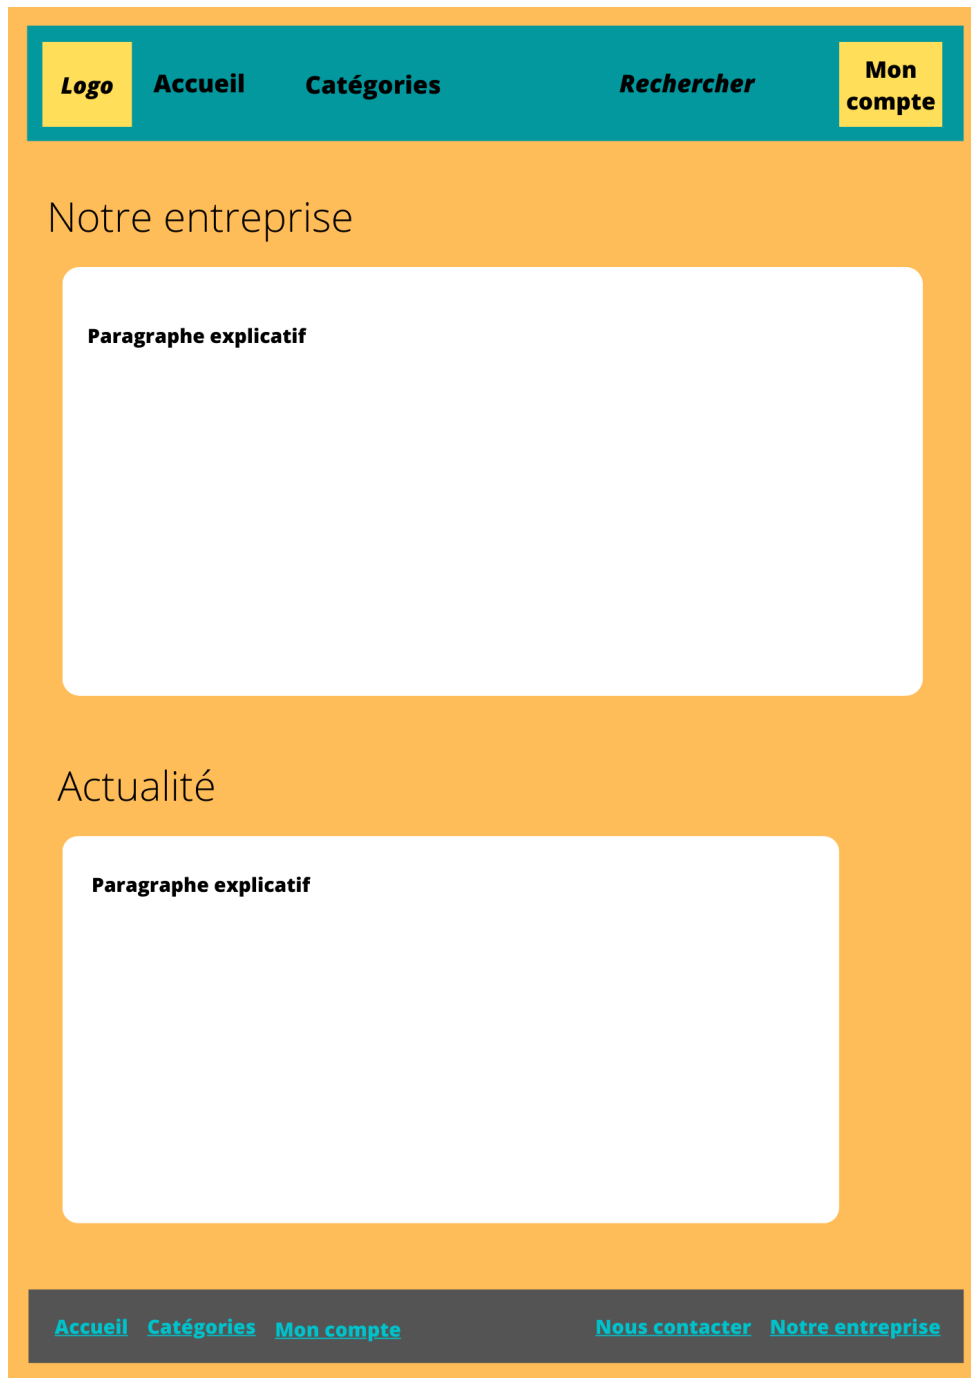 Logo Accueil Catégories Rechercher Mon compte
Notre entreprise
Paragraphe explicatif
Actualité
Paragraphe explicatif
Accueil Catégories Mon compte Nous contacter Notre entreprise